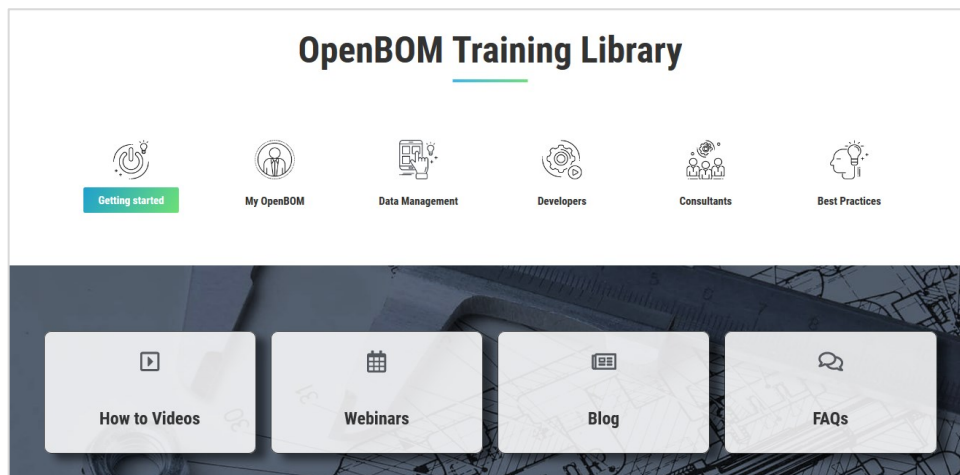 OpenBOM Training Library
Getting started
My OpenBOM
Data Management
Developers
Consultants
Best Practices
How to Videos
Webinars
Blog
FAQs